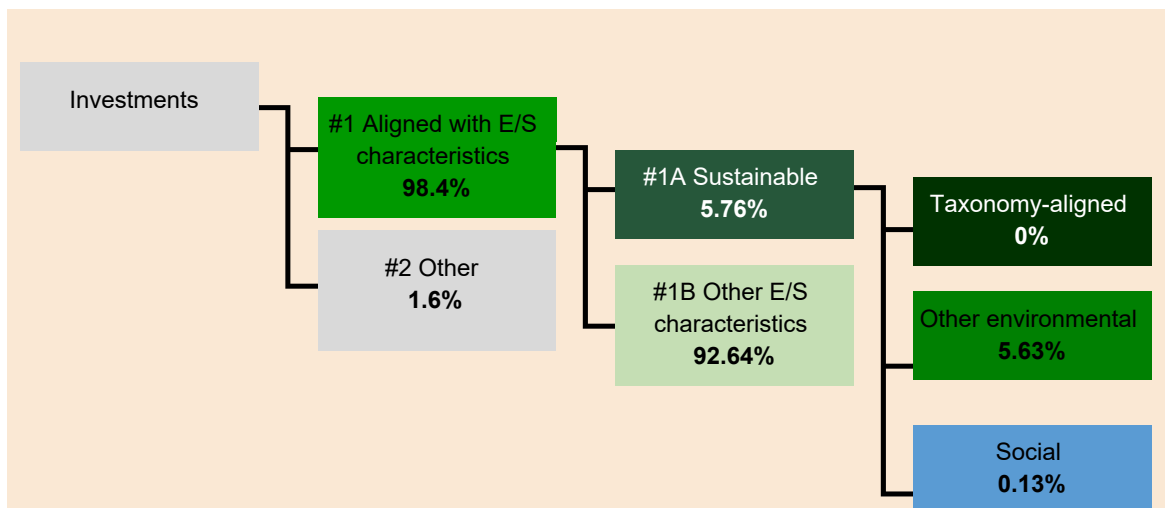 Investments
#1 Aligned with E/S
characteristics
98.4%
#2 Other
1.6%
#1A Sustainable
5.76%
#1B Other E/S
characteristics
92.64%
Taxonomy-aligned
0%
Other environmental
5.63%
Social
0.13%